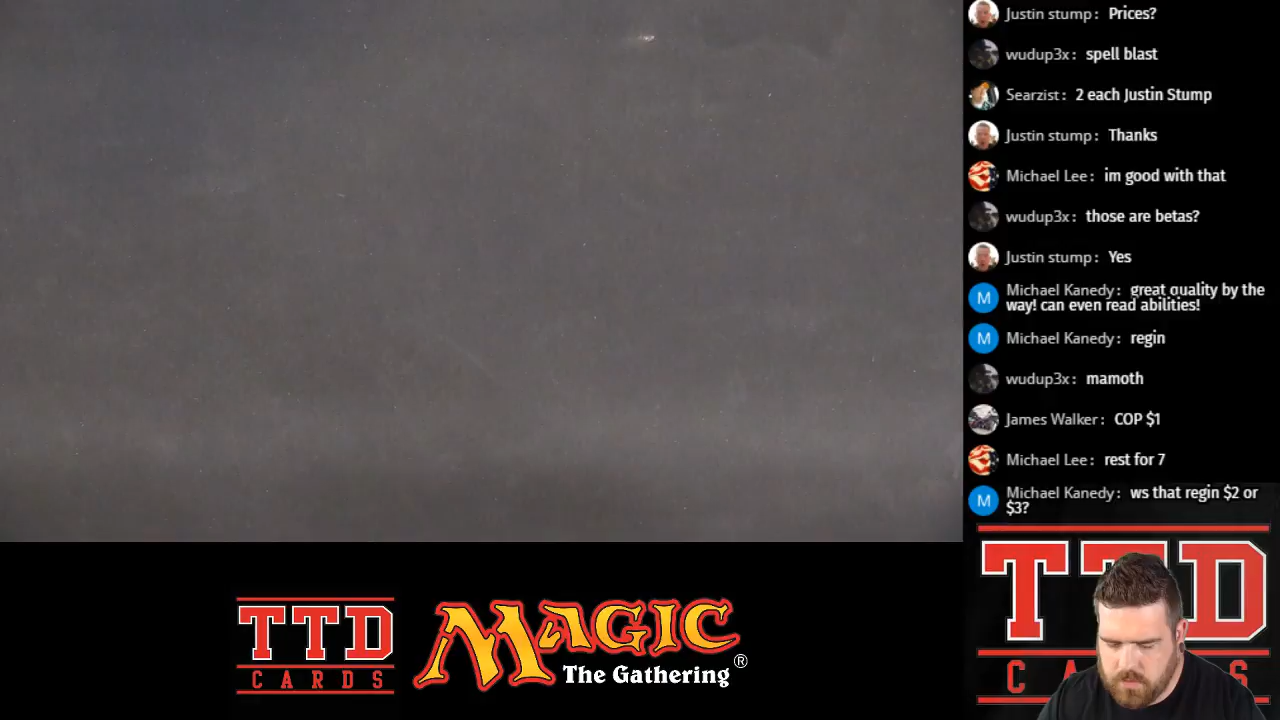 Justin stump: Prices?
wudup3x: spell blast
Searzist: 2 each Justin Stump
Justin stump: Thanks
Michael Lee: im good with that
wudup3x: those are betas?
Justin stump: Yes
M Michael Kanedy: great quality by the
way! can even read abilities!
M Michael Kanedy: regin
wudup3x: mamoth
James Walker: COP $1
Michael Lee: rest for 7
M Michael Kanedy: ws that regin $2 or
$3?
TTD
CARDS
MAGIC
The Gathering®
TTD
CA S